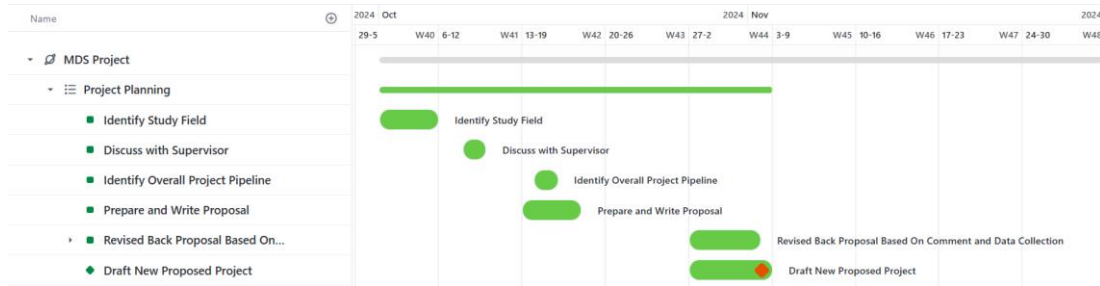 Name
2024 Oct 2024 Nov 2024
29-5 W40 6-12 W41 13-19 W42 20-26 W43 27-2 W44 3-9 W45 10-16 W46 17-23 W47 24-30 W48
MDS Project
Project Planning
Identify Study Field Identify Study Field
Discuss with Supervisor Discuss with Supervisor
Identify Overall Project Pipeline Identify Overall Project Pipeline
Prepare and Write Proposal Prepare and Write Proposal
Revised Back Proposal Based On... Revised Back Proposal Based On Comment and Data Collection
Draft New Proposed Project Draft New Proposed Project